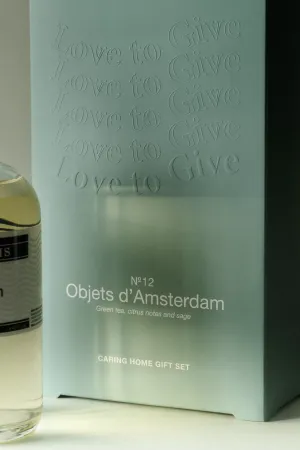 Love to Give
Love to Give
Love to Give
Love to Give
Love to Give
Nº12
Objets d'Amsterdam
Green tea, citrus notes and sage
CARING HOME GIFT SET